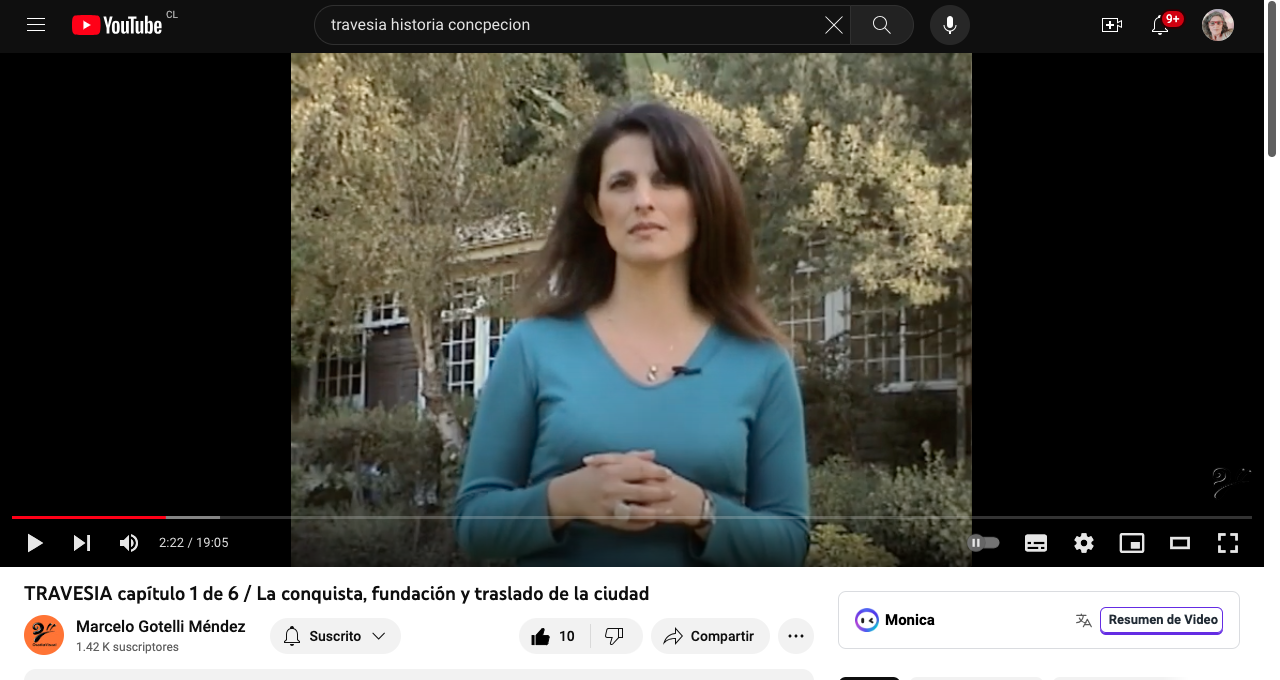 YouTube CL
travesia historia concpecion
9+
2:22 / 19:05
TRAVESIA capítulo 1 de 6 / La conquista, fundación y traslado de la ciudad
Marcelo Gotelli Méndez
1.42 K suscriptores
Suscrito
10
Compartir
Monica
Resumen de Video